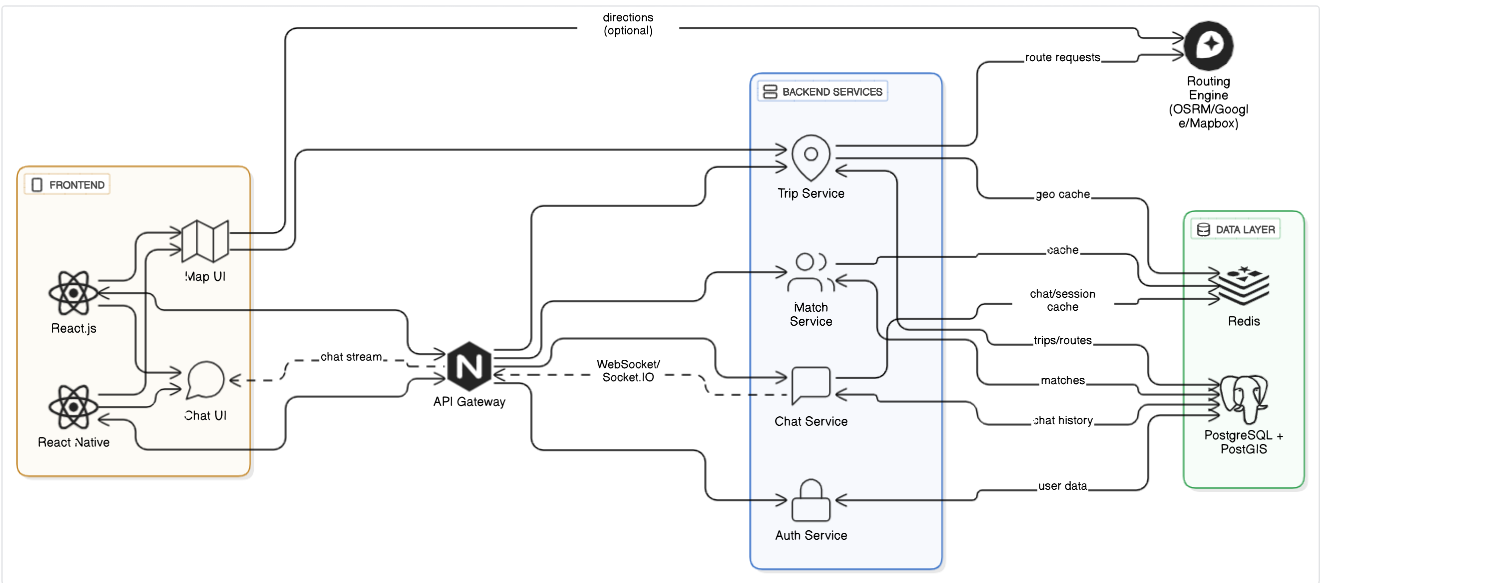 directions
(optional)
route requests
Routing
Engine
(OSRM/Googl
e/Mapbox)
BACKEND SERVICES
Trip Service
FRONTEND
geo cache
Map UI
DATA LAYER
cache
Match
Service
chat/session
cache
Redis
React.js
trips/routes
chat stream
WebSocket/
Socket.IO
API Gateway
matches
Chat UI
Chat Service
chat history
React Native
PostgreSQL +
PostGIS
user data
Auth Service